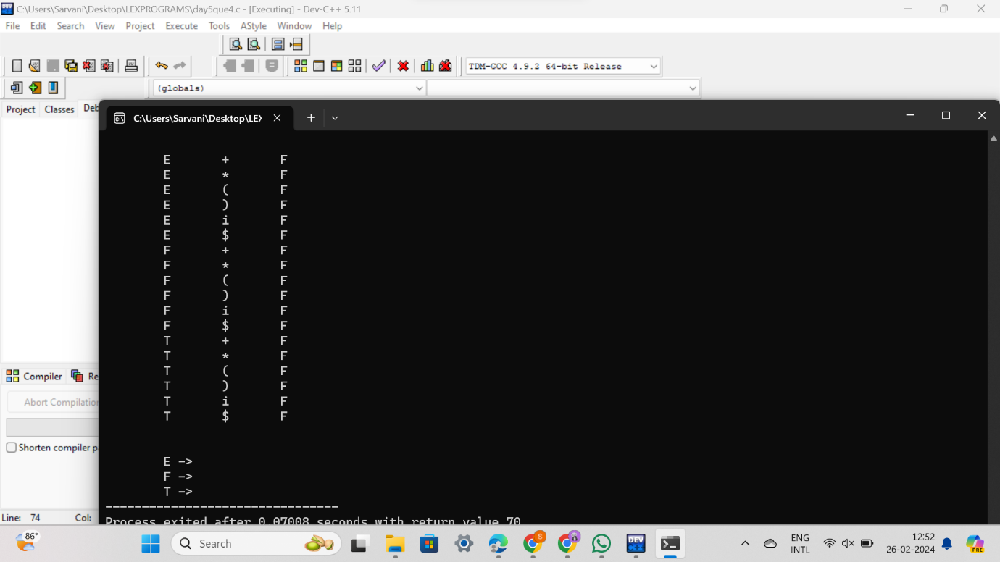 C:\Users\Sarvani\Desktop\LEXPROGRAMS\day5que4.c - [Executing] - Dev-C++ 5.11
File Edit Search View Project Execute Tools AStyle Window Help
TDM-GCC 4.9.2 64-bit Release
(globals)
Project Classes Deb
C:\Users\Sarvani\Desktop\LE
E + F
E * F
E ( F
E ) F
E i F
E $ F
F + F
F * F
F ( F
F ) F
F i F
F $ F
T + F
T * F
T ( F
T ) F
T i F
T $ F
Compiler Re
Abort Compilation
Shorten compiler p
E ->
F ->
T ->
--------------------------------
Process exited after 0.07008 seconds with return value 70
Line: 74 Col:
86°
Search
DEV
ENG
INTL
12:52
26-02-2024
PRE